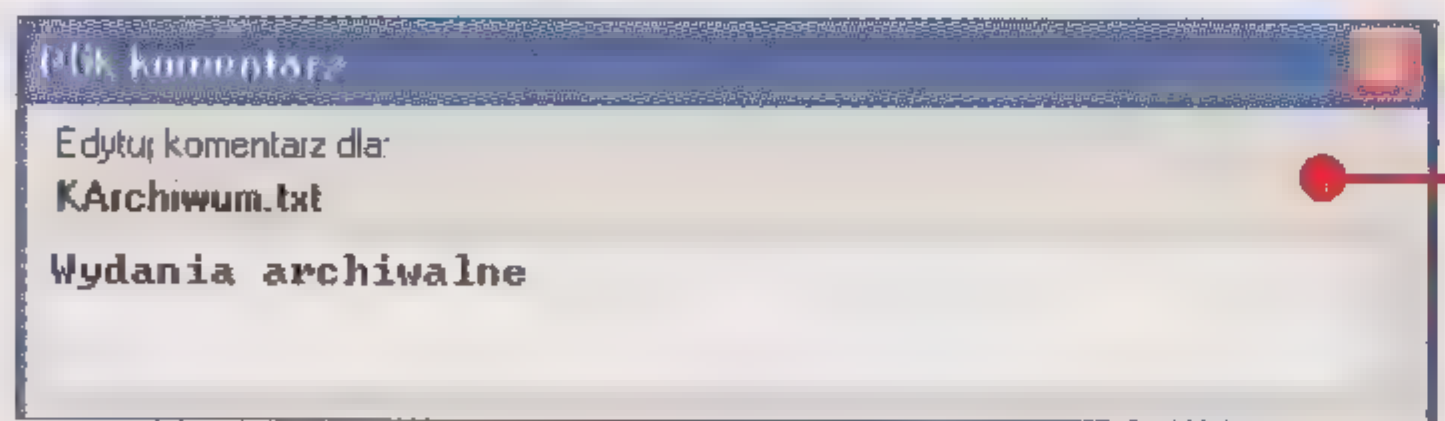 Plik komentarz
Edytuj komentarz dla:
KArchiwum.txt
Wydania archiwalne